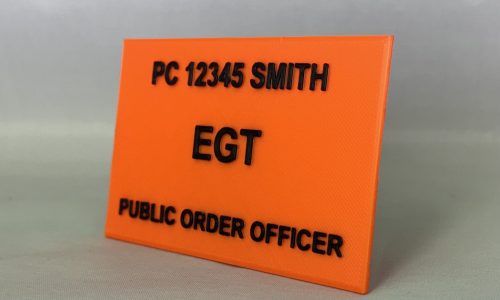 PC 12345 SMITH
EGT
PUBLIC ORDER OFFICER